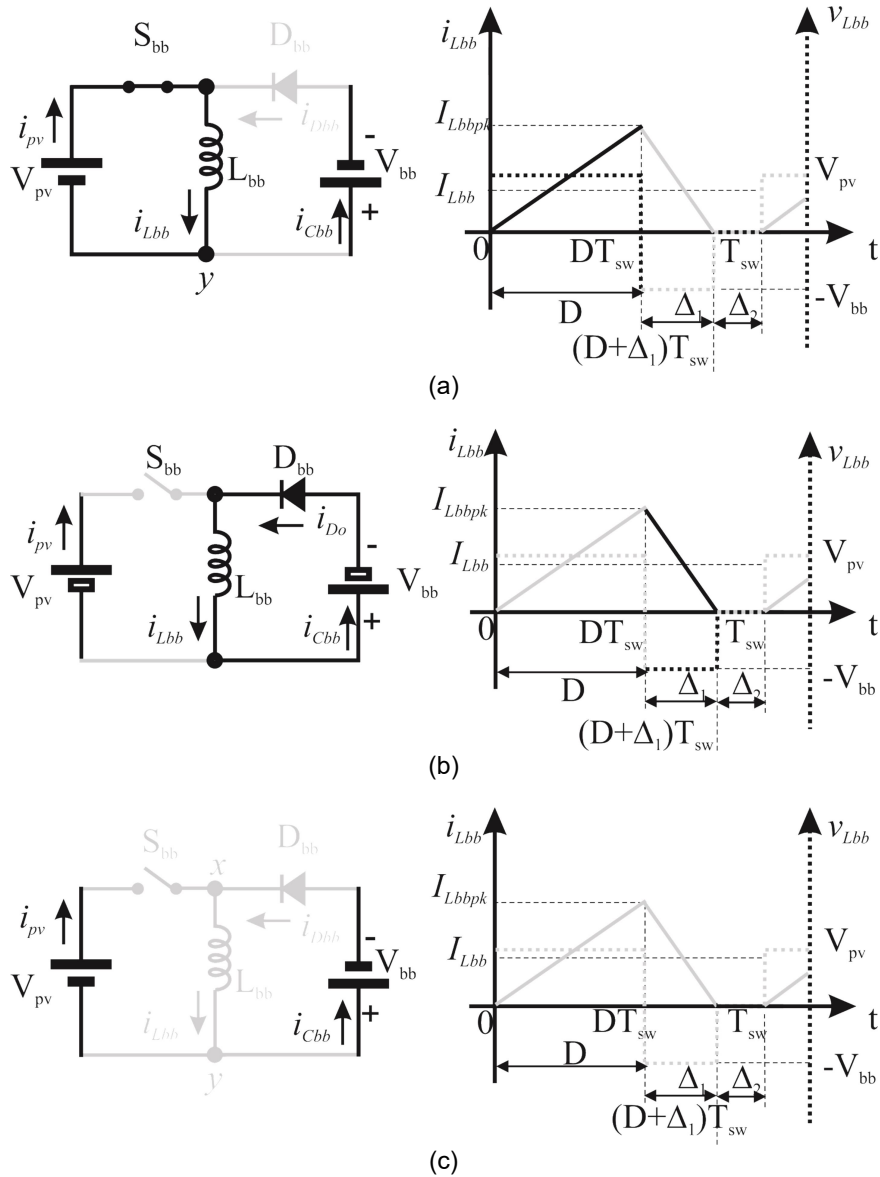 S_bb
D_bb
i_pv
V_pv
L_bb
i_Lbb
i_Dbb
i_Cbb
-
V_bb
+
y
i_Lbb
v_Lbb
I_Lbbpk
I_Lbb
V_pv
0
DT_sw
T_sw
t
D
Δ_1
Δ_2
-V_bb
(D+Δ_1)T_sw
(a)
S_bb
D_bb
i_pv
V_pv
L_bb
i_Lbb
i_Do
i_Cbb
-
V_bb
+
i_Lbb
v_Lbb
I_Lbbpk
I_Lbb
V_pv
0
DT_sw
T_sw
t
D
Δ_1
Δ_2
-V_bb
(D+Δ_1)T_sw
(b)
S_bb
x
D_bb
i_pv
V_pv
L_bb
i_Lbb
i_Dbb
i_Cbb
-
V_bb
+
y
i_Lbb
v_Lbb
I_Lbbpk
I_Lbb
V_pv
0
DT_sw
T_sw
t
D
Δ_1
Δ_2
-V_bb
(D+Δ_1)T_sw
(c)